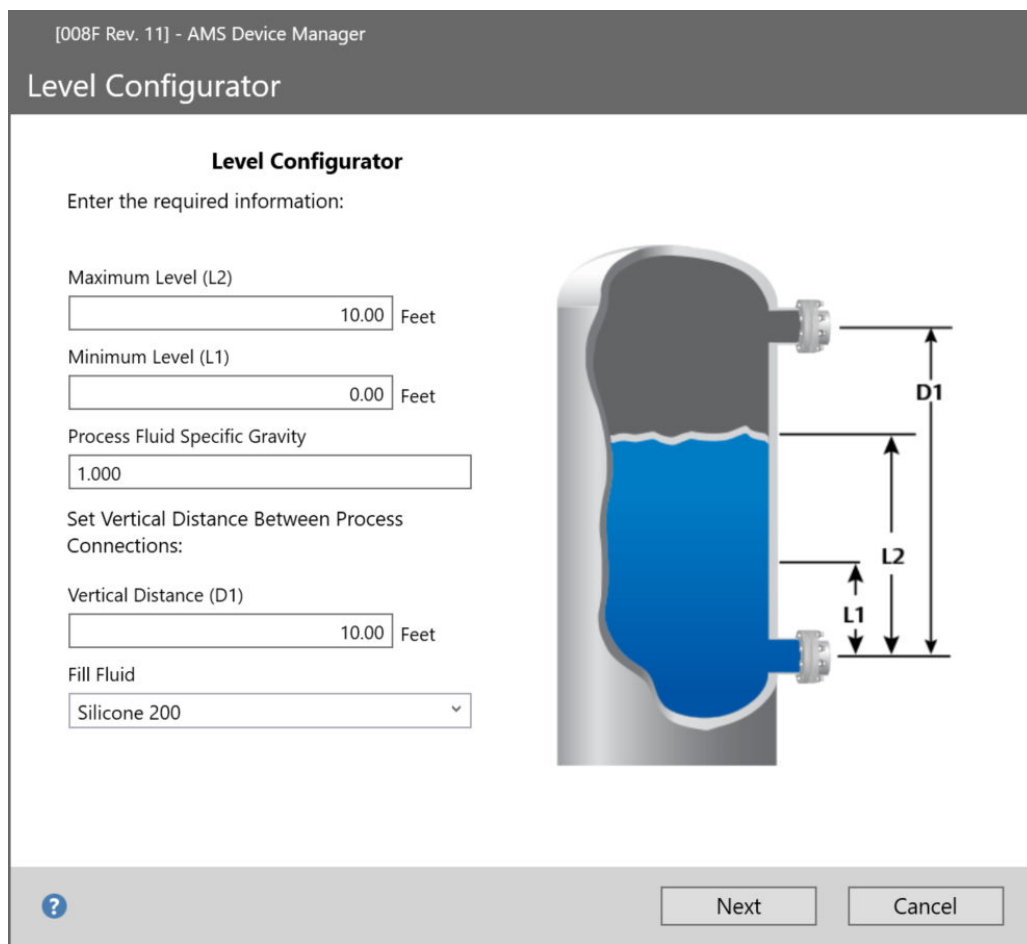 [008F Rev. 11] - AMS Device Manager
Level Configurator
Level Configurator
Enter the required information:
Maximum Level (L2)
10.00 Feet
Minimum Level (L1)
0.00 Feet
Process Fluid Specific Gravity
1.000
Set Vertical Distance Between Process
Connections:
Vertical Distance (D1)
10.00 Feet
Fill Fluid
Silicone 200
D1
L2
L1
?
Next
Cancel